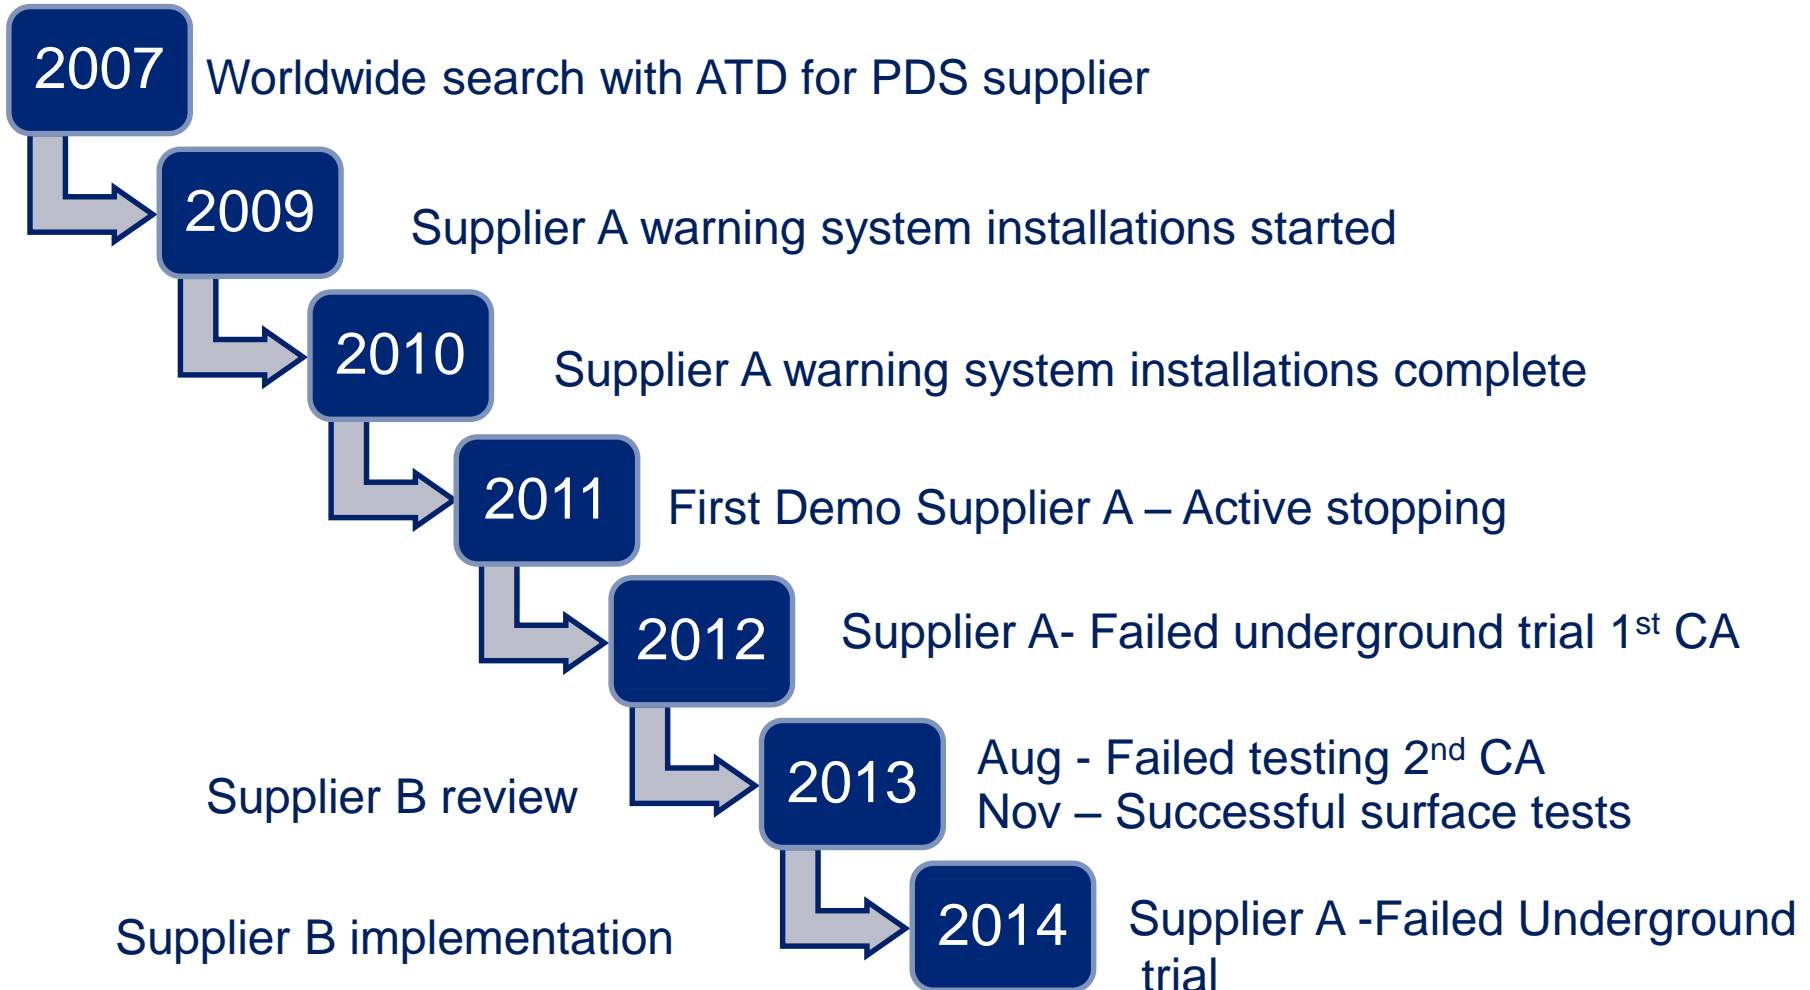 2007
Worldwide search with ATD for PDS supplier
2009
Supplier A warning system installations started
2010
Supplier A warning system installations complete
2011
First Demo Supplier A – Active stopping
2012
Supplier A- Failed underground trial 1st CA
Supplier B review
2013
Aug - Failed testing 2nd CA
Nov – Successful surface tests
Supplier B implementation
2014
Supplier A -Failed Underground
trial